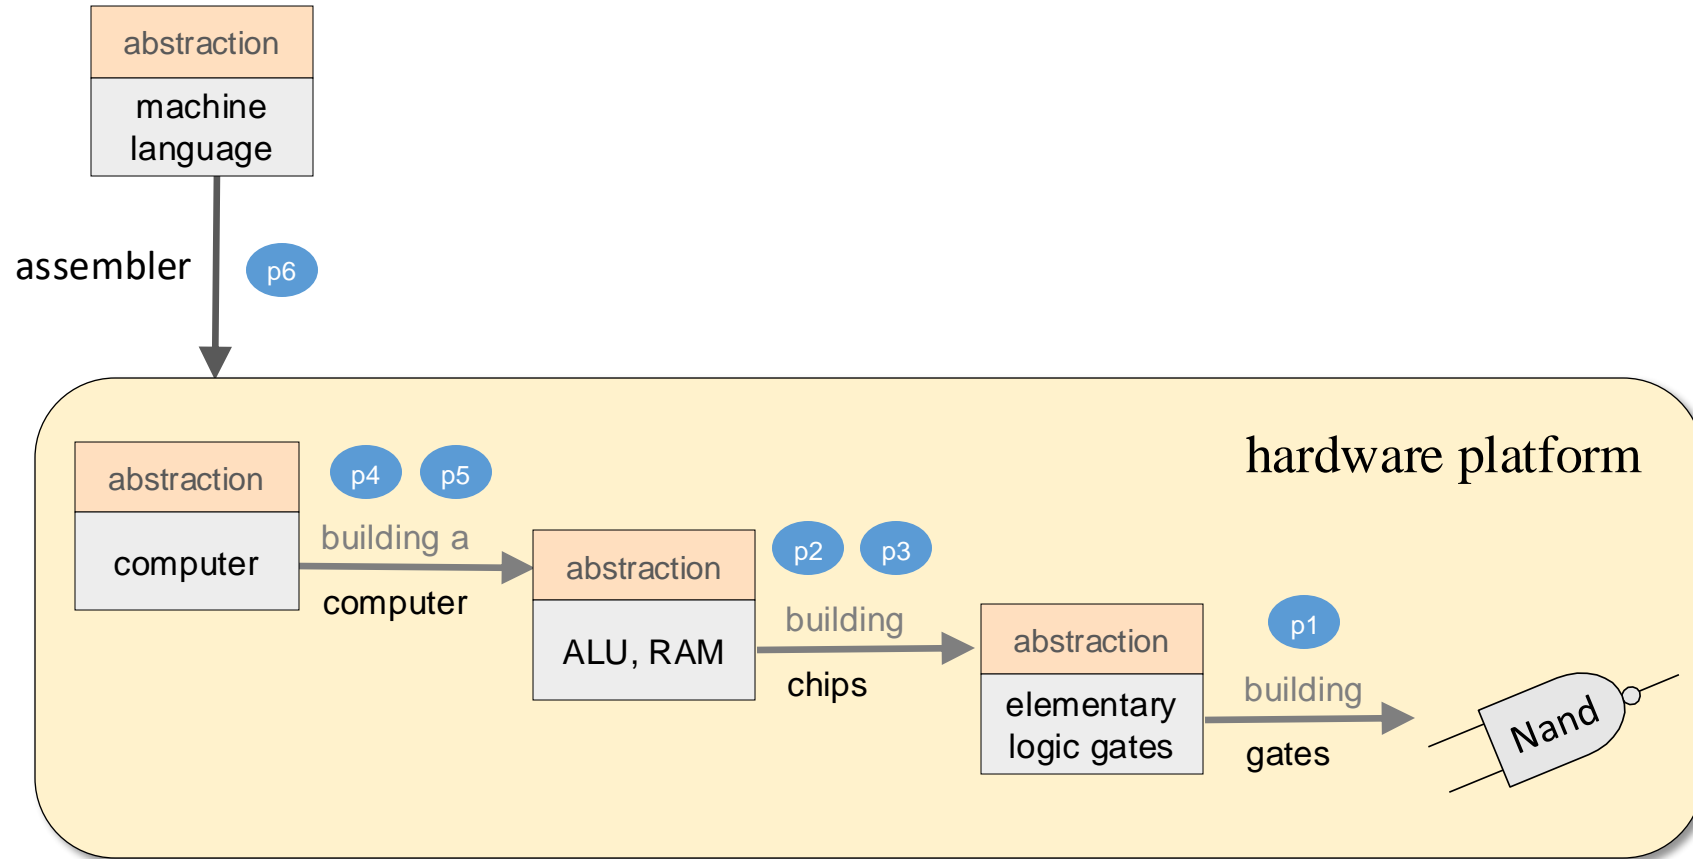 abstraction
machine
language
assembler
p6
hardware platform
abstraction
computer
p4
p5
building a
computer
abstraction
ALU, RAM
p2
p3
building
chips
abstraction
elementary
logic gates
p1
building
gates
Nand